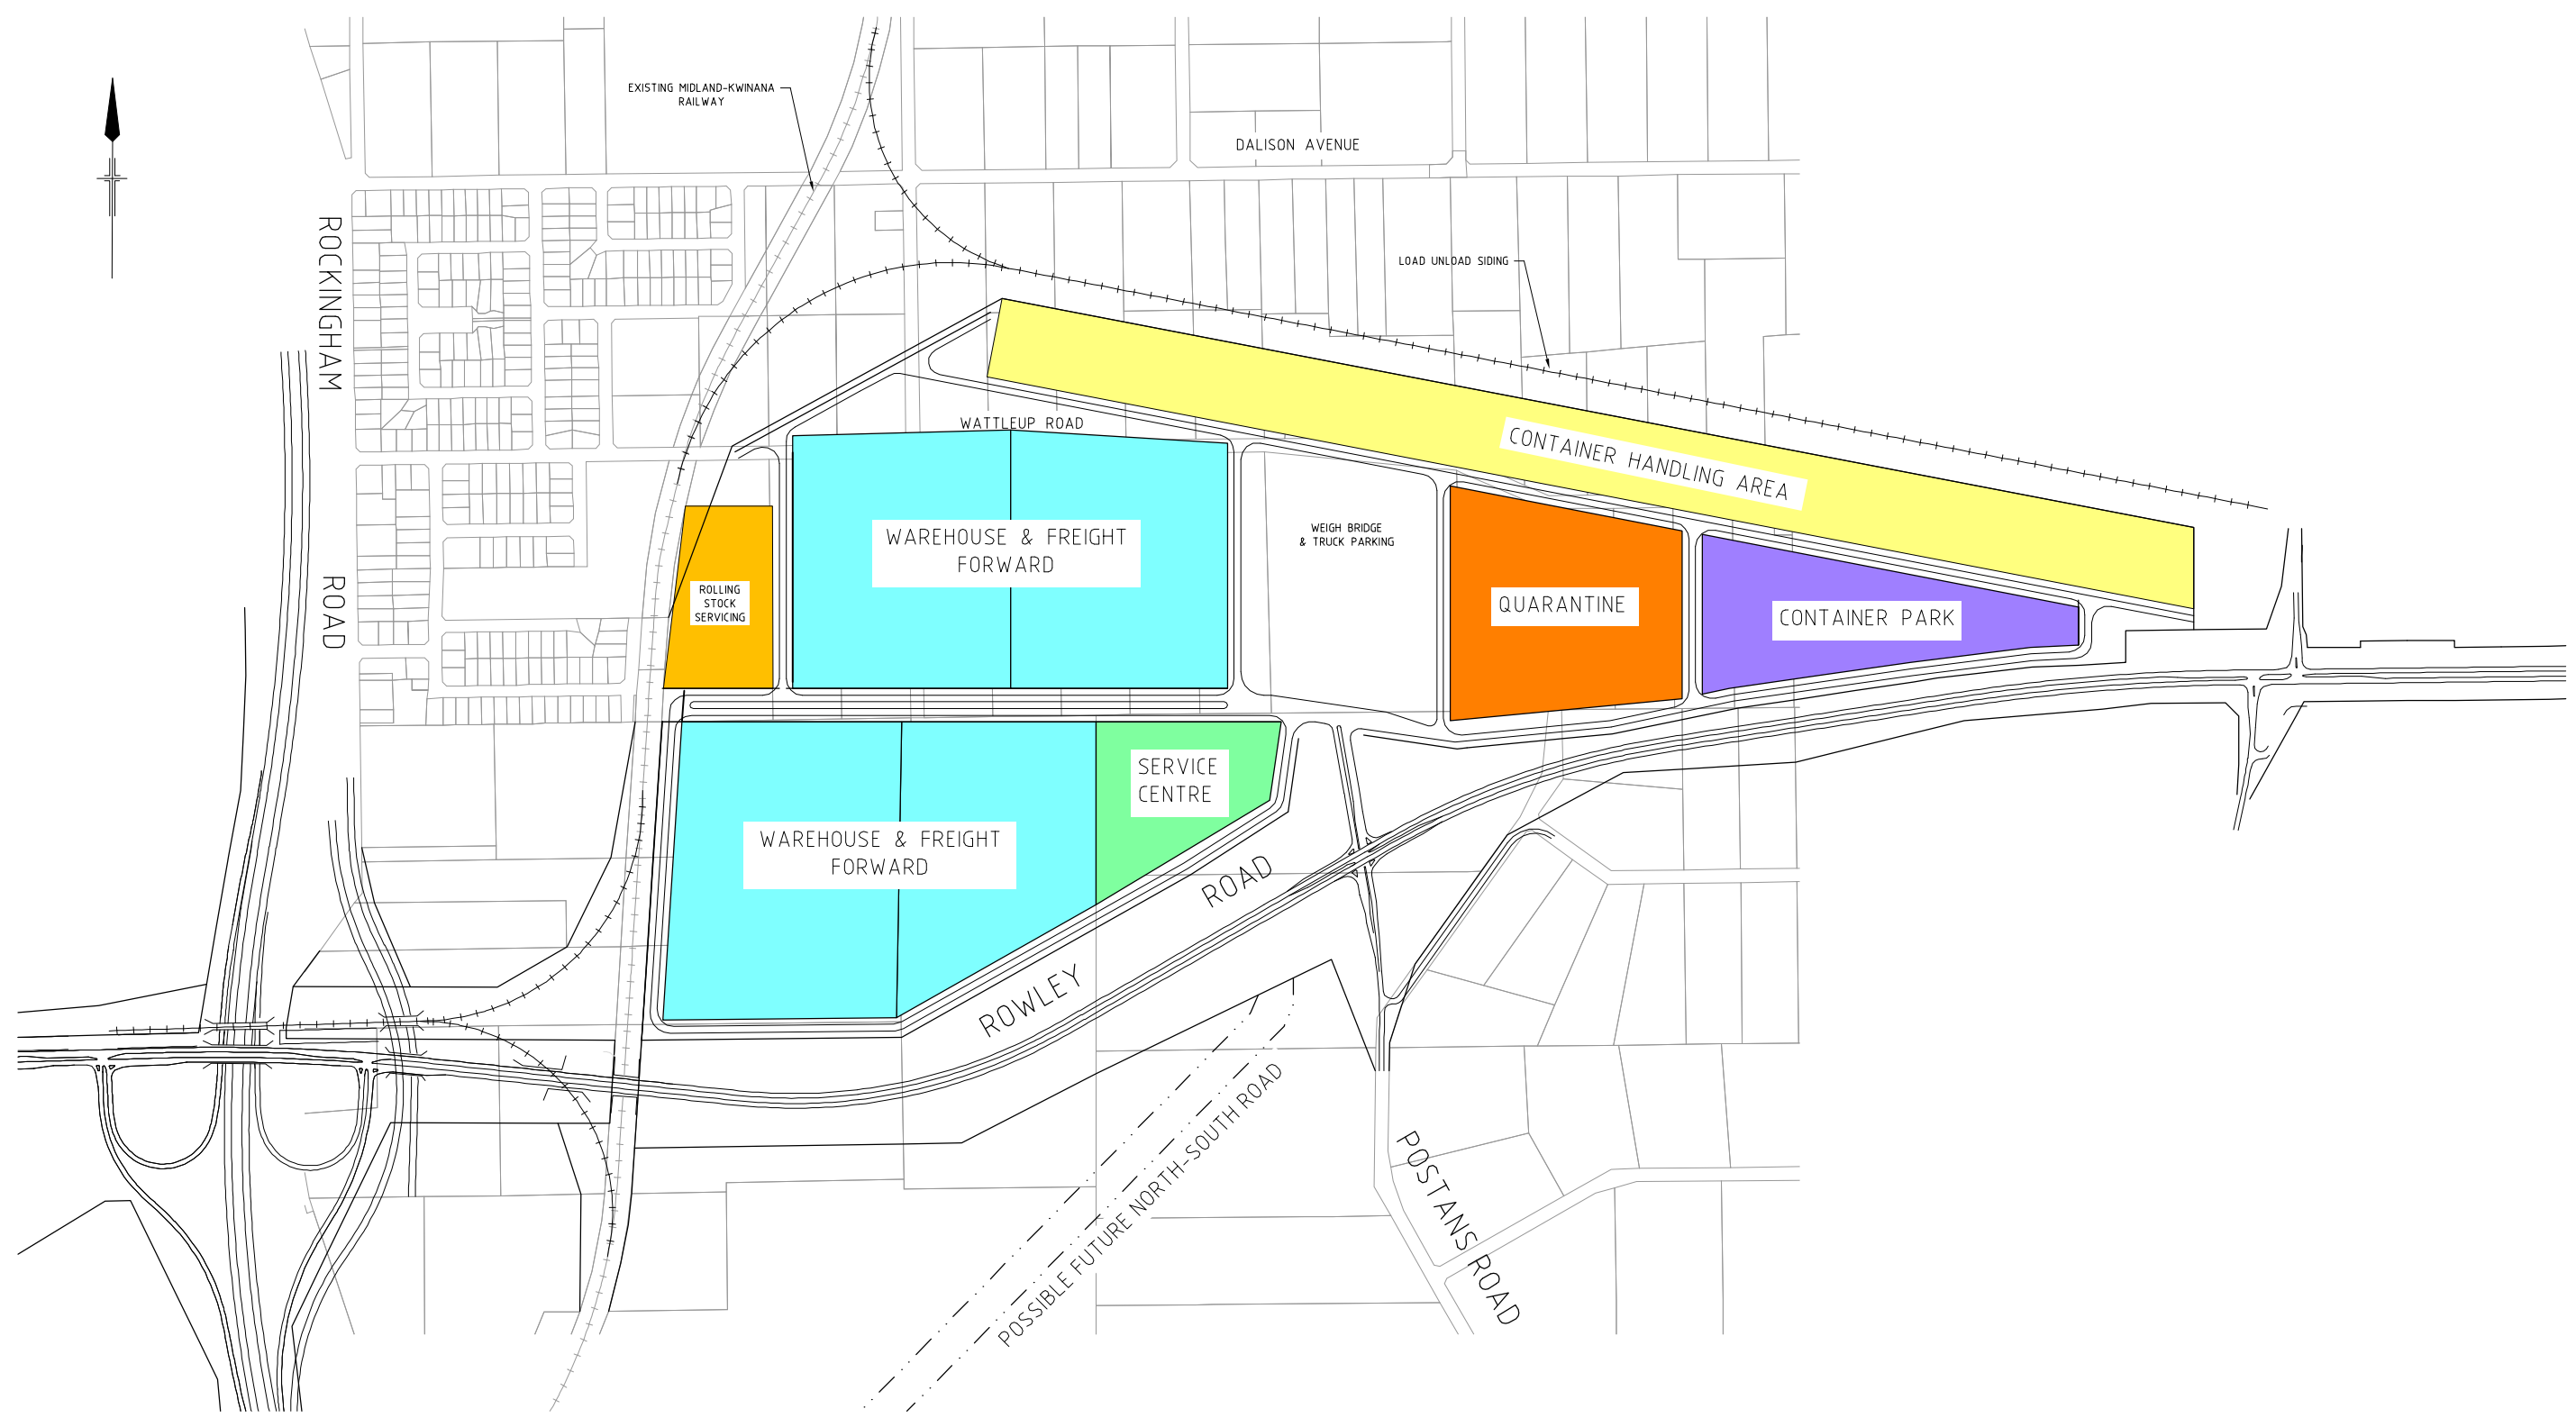 EXISTING MIDLAND-KWINANA
RAILWAY
DALISON AVENUE
ROCKINGHAM
ROAD
LOAD UNLOAD SIDING
WATTLEUP ROAD
CONTAINER HANDLING AREA
WAREHOUSE & FREIGHT
FORWARD
WEIGH BRIDGE
& TRUCK PARKING
ROLLING
STOCK
SERVICING
QUARANTINE
CONTAINER PARK
SERVICE
CENTRE
WAREHOUSE & FREIGHT
FORWARD
ROWLEY
ROAD
POSSIBLE FUTURE NORTH-SOUTH ROAD
POSTANS ROAD